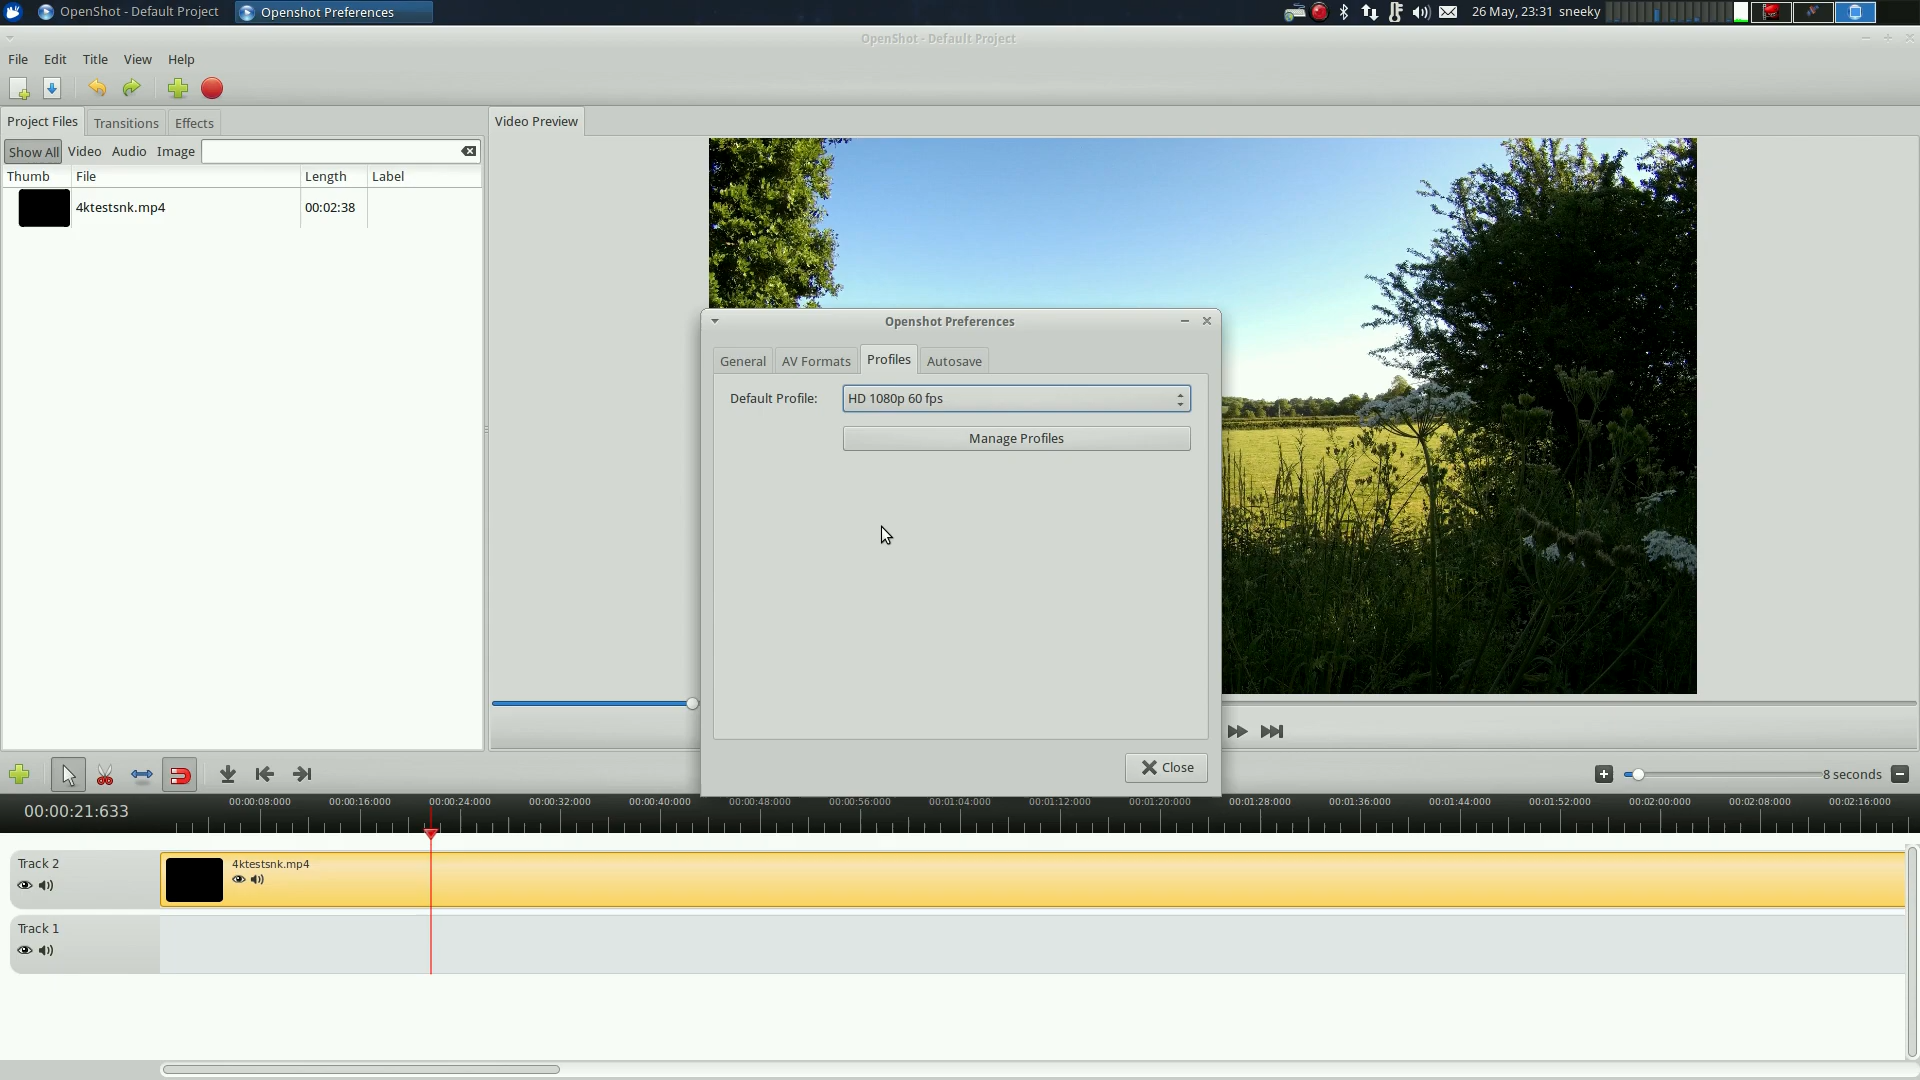 OpenShot - Default Project
Openshot Preferences
26 May, 23:31 sneeky
OpenShot - Default Project
File Edit Title View Help
Project Files Transitions Effects
Video Preview
Show All Video Audio Image
Thumb File Length Label
4ktestsnk.mp4 00:02:38
Openshot Preferences
General AV Formats Profiles Autosave
Default Profile: HD 1080p 60 fps
Manage Profiles
Close
8 seconds
00:00:21:633
00:00:08:000 00:00:16:000 00:00:24:000 00:00:32:000 00:00:40:000 00:00:48:000 00:00:56:000 00:01:04:000 00:01:12:000 00:01:20:000 00:01:28:000 00:01:36:000 00:01:44:000 00:01:52:000 00:02:00:000 00:02:08:000 00:02:16:000
Track 2
4ktestsnk.mp4
Track 1